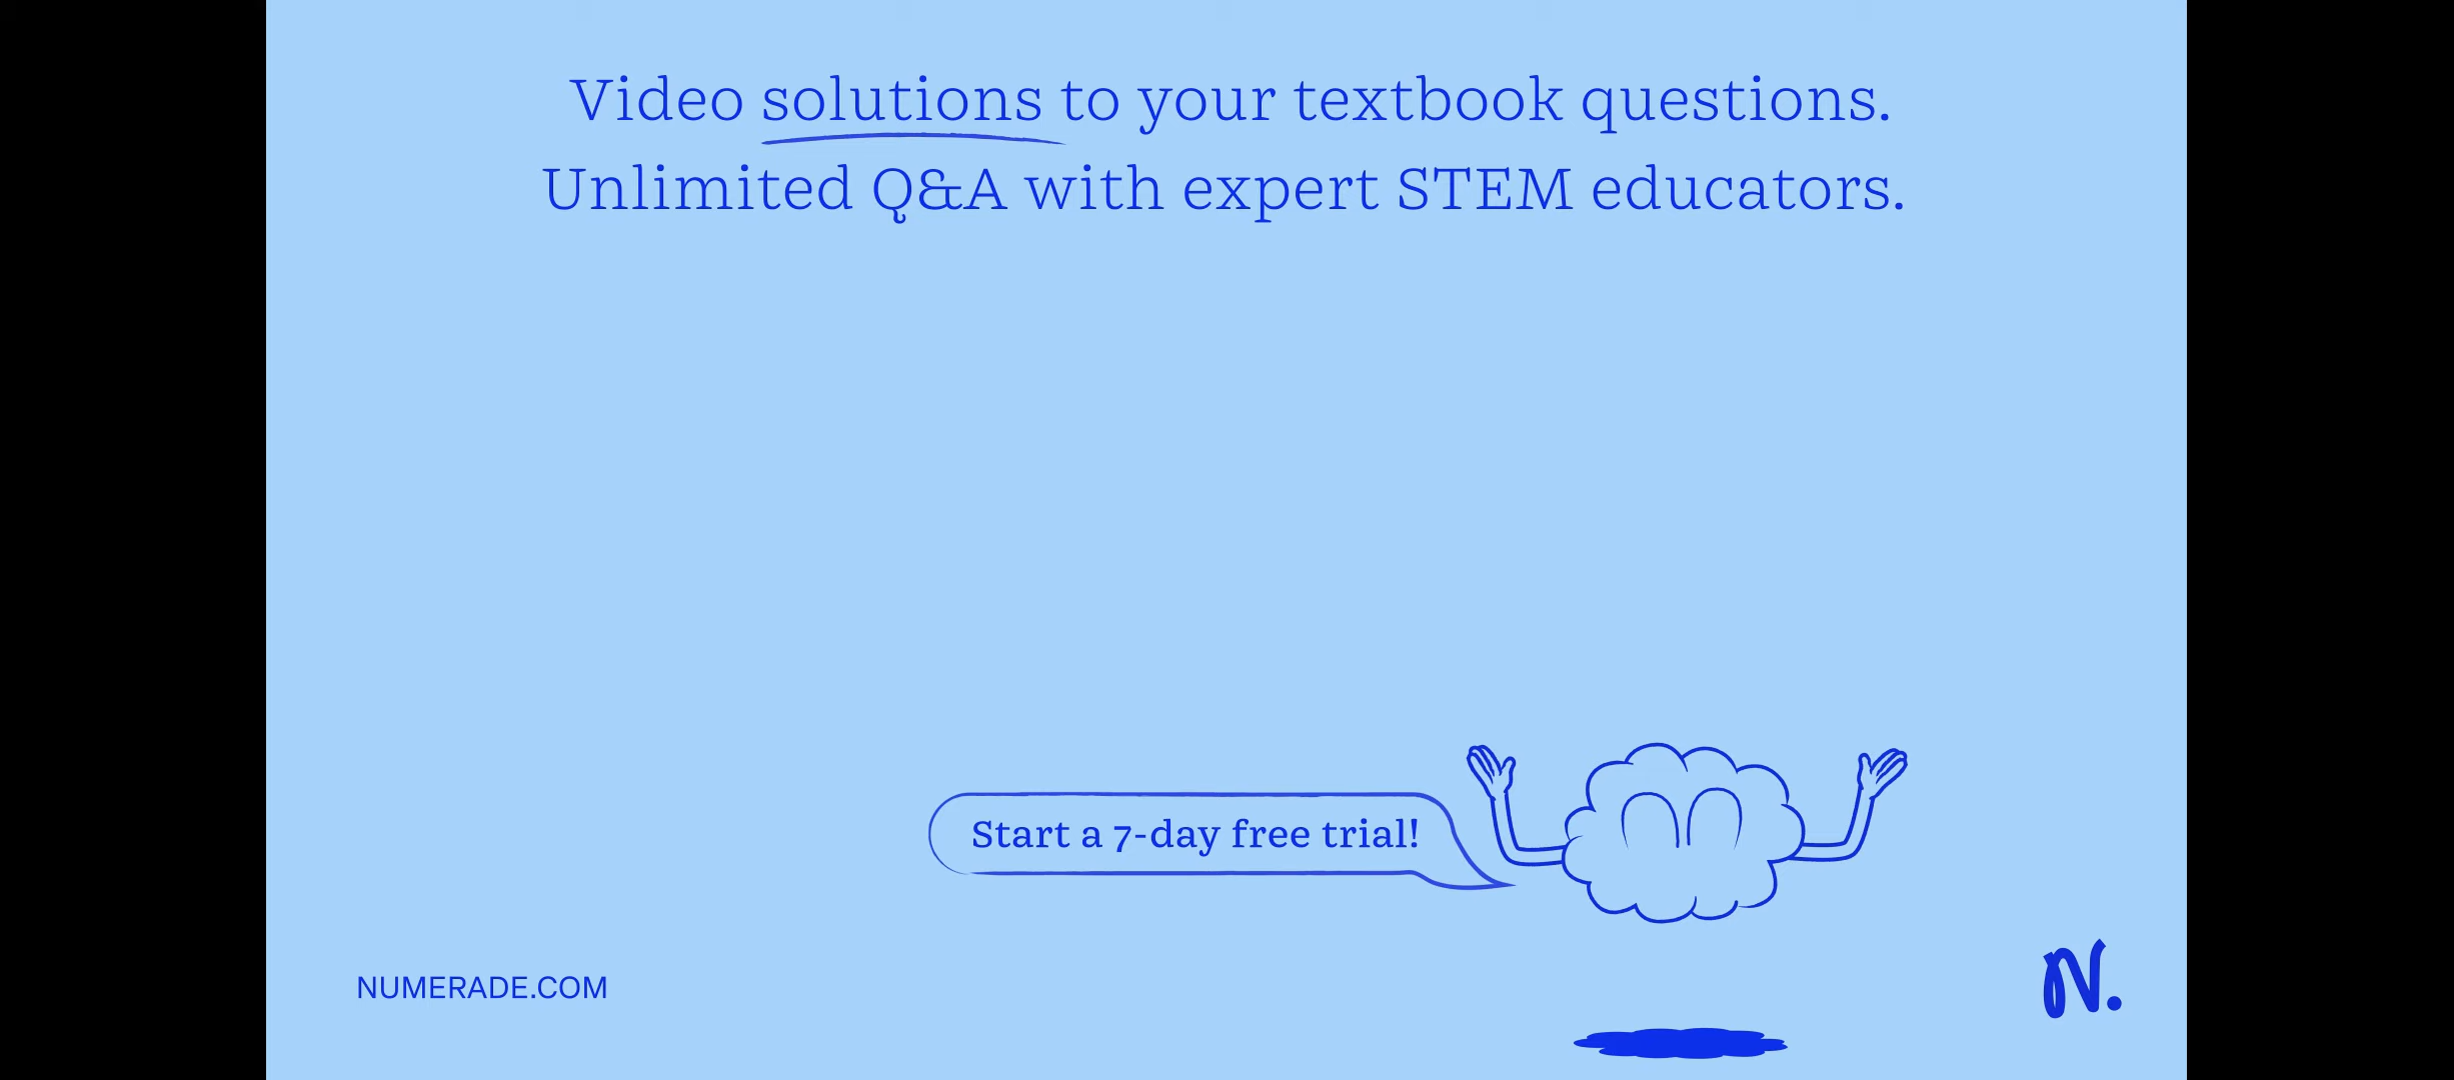 Video solutions to your textbook questions.
Unlimited Q&A with expert STEM educators.
Start a 7-day free trial!
NUMERADE.COM
N.